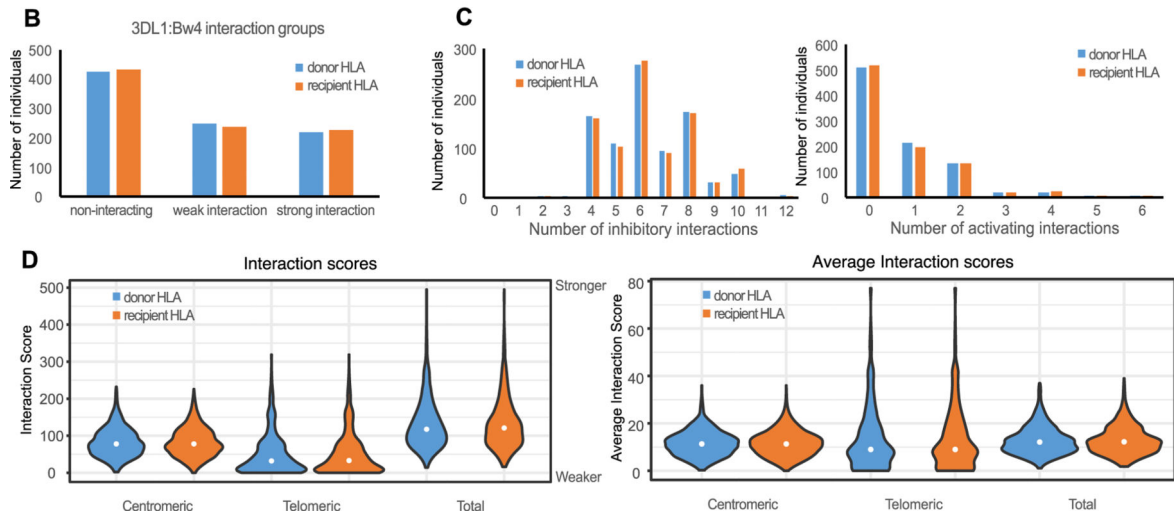 B
3DL1:Bw4 interaction groups
Number of individuals
500
400
300
200
100
0
donor HLA
recipient HLA
non-interacting weak interaction strong interaction
C
Number of individuals
300
200
100
0
donor HLA
recipient HLA
0 1 2 3 4 5 6 7 8 9 10 11 12
Number of inhibitory interactions
Number of individuals
600
500
400
300
200
100
0
donor HLA
recipient HLA
0 1 2 3 4 5 6
Number of activating interactions
D
Interaction scores
Interaction Score
500
400
300
200
100
0
donor HLA
recipient HLA
Stronger
Weaker
Centromeric Telomeric Total
Average Interaction scores
Average Interaction Score
80
60
40
20
0
donor HLA
recipient HLA
Centromeric Telomeric Total